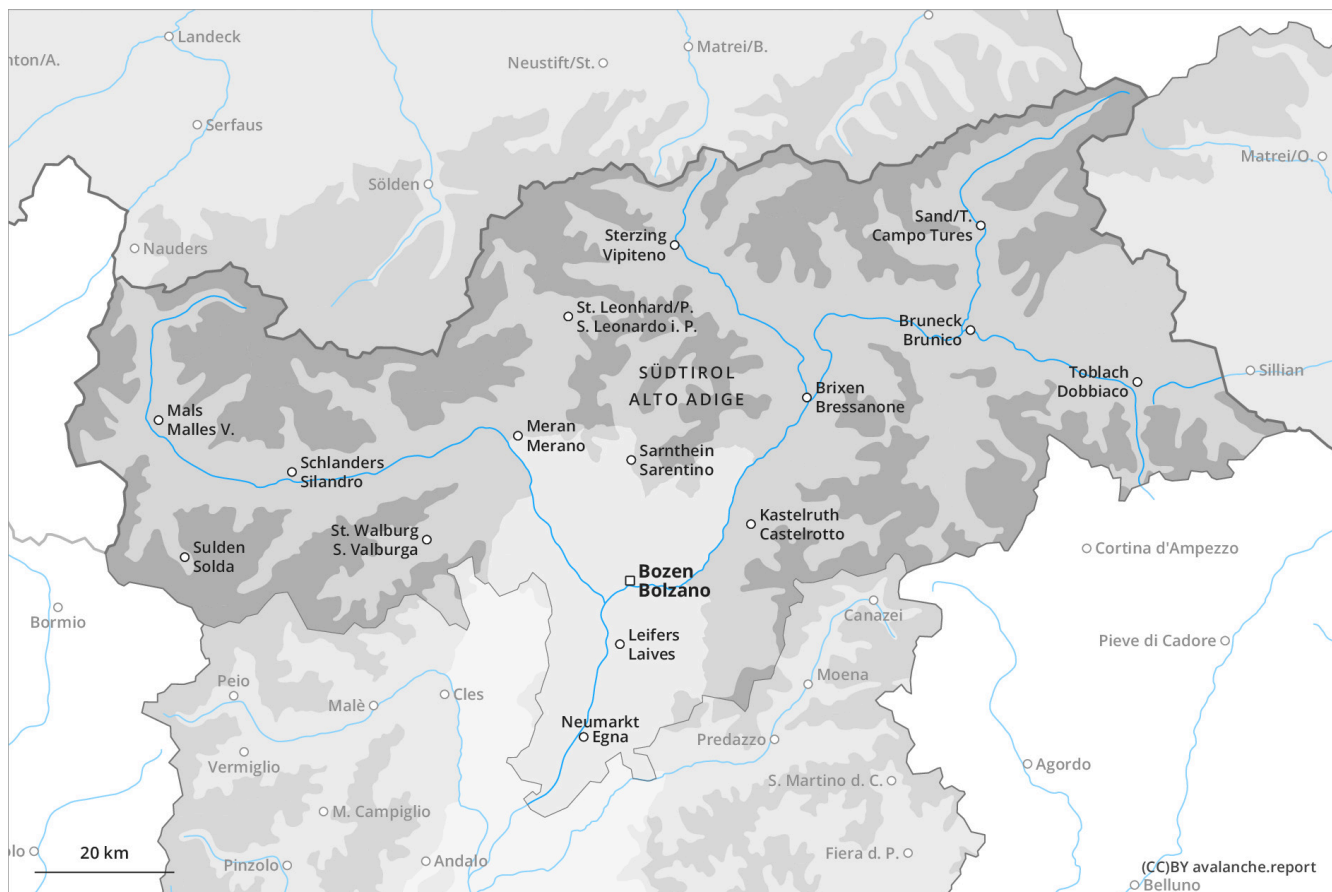 Landeck
Matrei/B.
nton/A.
Neustift/St.
Serfaus
Matrei/O.
Sölden
Sand/T.
Campo Tures
Nauders
Sterzing
Vipiteno
St. Leonhard/P.
S. Leonardo i. P.
Bruneck
Brunico
SÜDTIROL
ALTO ADIGE
Toblach
Dobbiaco
Sillian
Brixen
Bressanone
Mals
Malles V.
Meran
Merano
Sarnthein
Sarentino
Schlanders
Silandro
Kastelruth
Castelrotto
St. Walburg
S. Valburga
Sulden
Solda
Cortina d'Ampezzo
Bozen
Bolzano
Bormio
Canazei
Leifers
Laives
Pieve di Cadore
Peio
Moena
Cles
Malè
Neumarkt
Egna
Predazzo
Vermiglio
Agordo
S. Martino d. C.
M. Campiglio
olo
20 km
Pinzolo
Andalo
Fiera d. P.
(CC)BY avalanche.report
Belluno